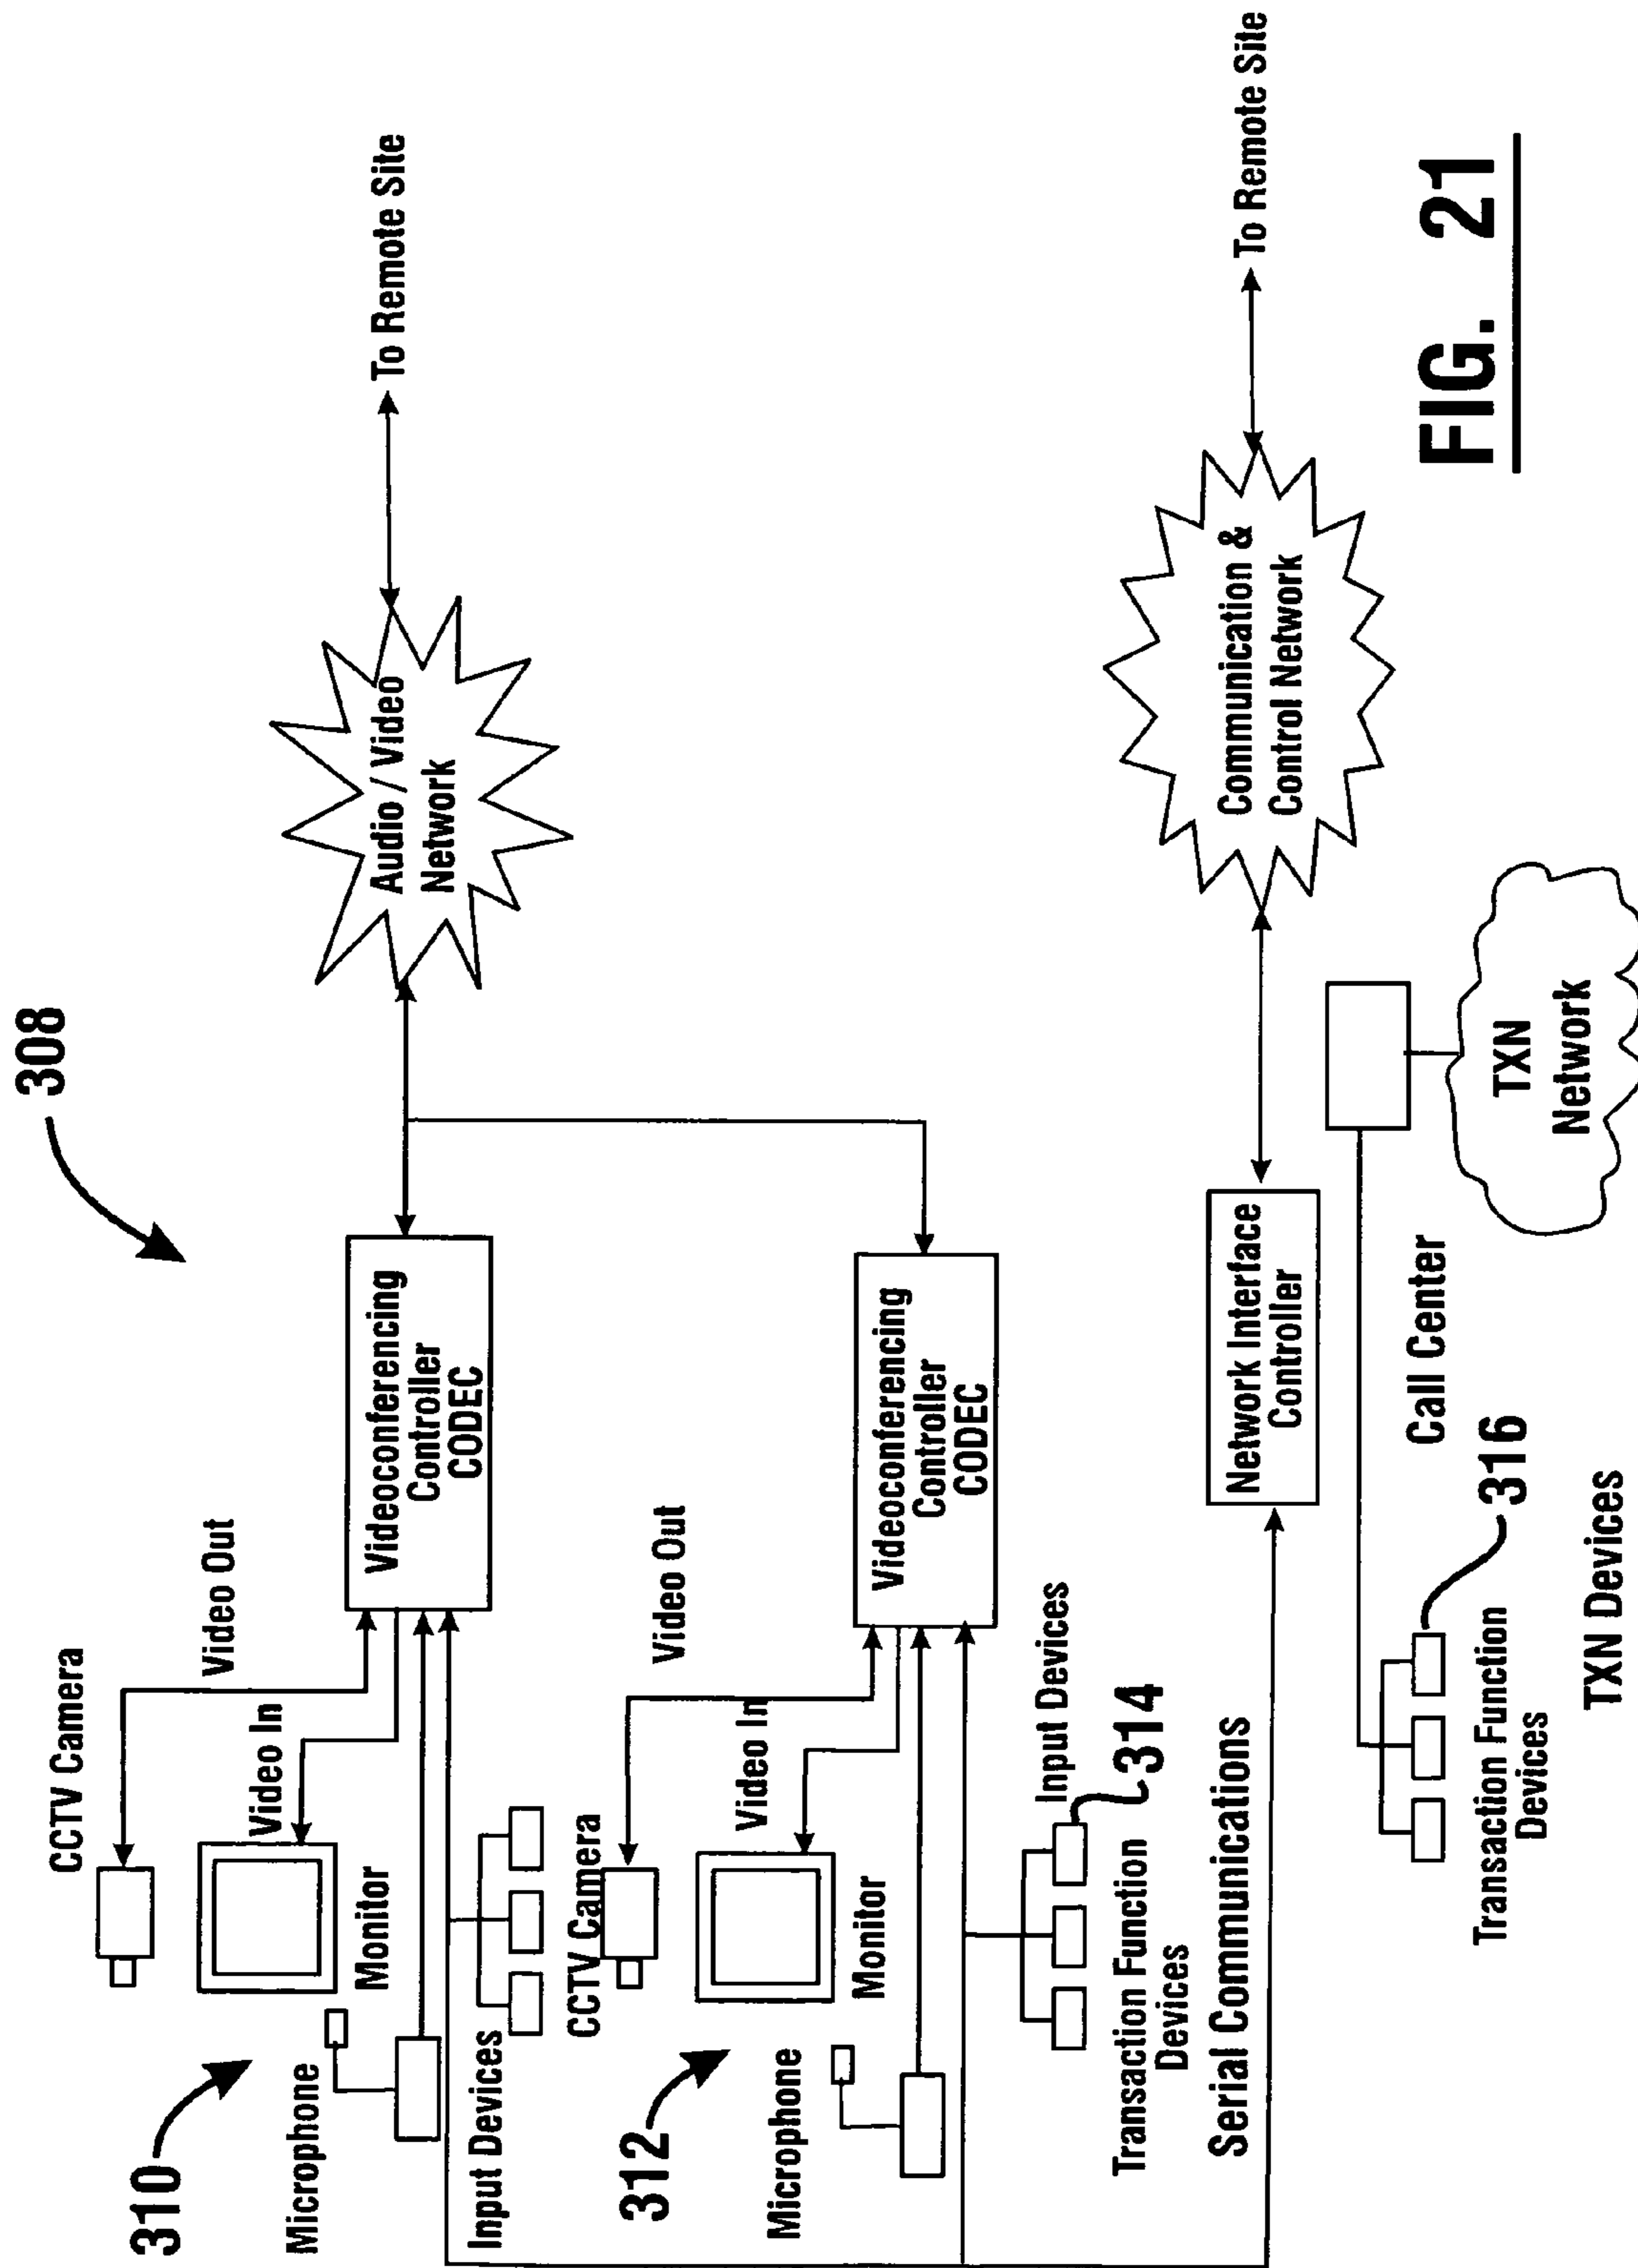 308
CCTV Camera
Video Out
Video In
310
Monitor
Microphone
Input Devices
Videoconferencing
Controller
CODEC
Audio / Video
Network
To Remote Site
CCTV Camera
Video Out
Video In
312
Monitor
Microphone
Input Devices
314
Transaction Function
Devices
Videoconferencing
Controller
CODEC
Serial Communications
Network Interface
Controller
Communication &
Control Network
To Remote Site
Call Center
316
Transaction Function
Devices
TXN Devices
TXN
Network
FIG. 21